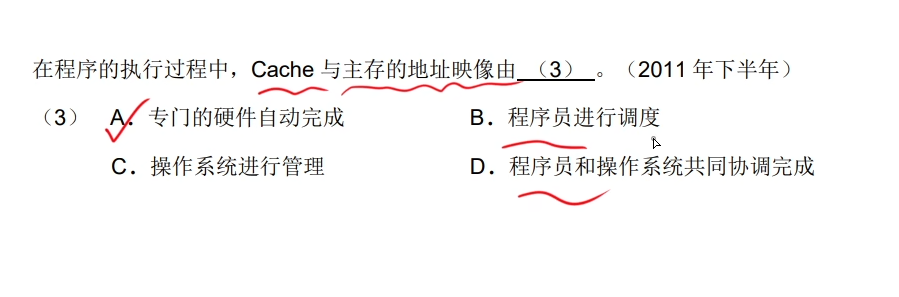 在程序的执行过程中，Cache 与主存的地址映像由 （3） 。（2011 年下半年）
（3） A．专门的硬件自动完成 B．程序员进行调度
C．操作系统进行管理 D．程序员和操作系统共同协调完成